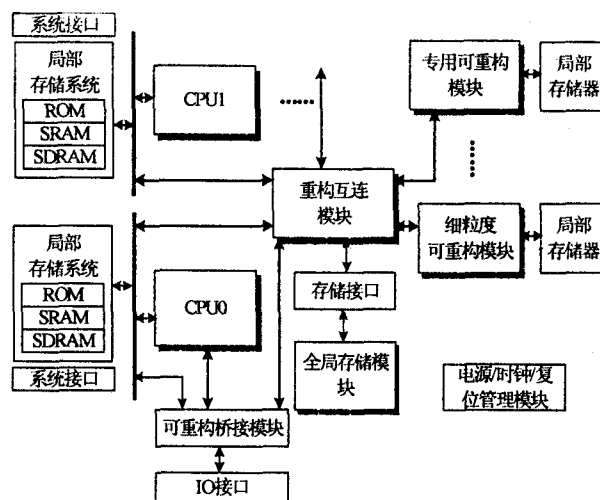 系统接口
局部
存储系统
ROM
SRAM
SDRAM
CPU1
......
专用可重构
模块
局部
存储器
......
重构互连
模块
细粒度
可重构模块
局部
存储器
局部
存储系统
ROM
SRAM
SDRAM
系统接口
CPU0
存储接口
全局存储模
块
电源/时钟/复
位管理模块
可重构桥接模块
IO接口